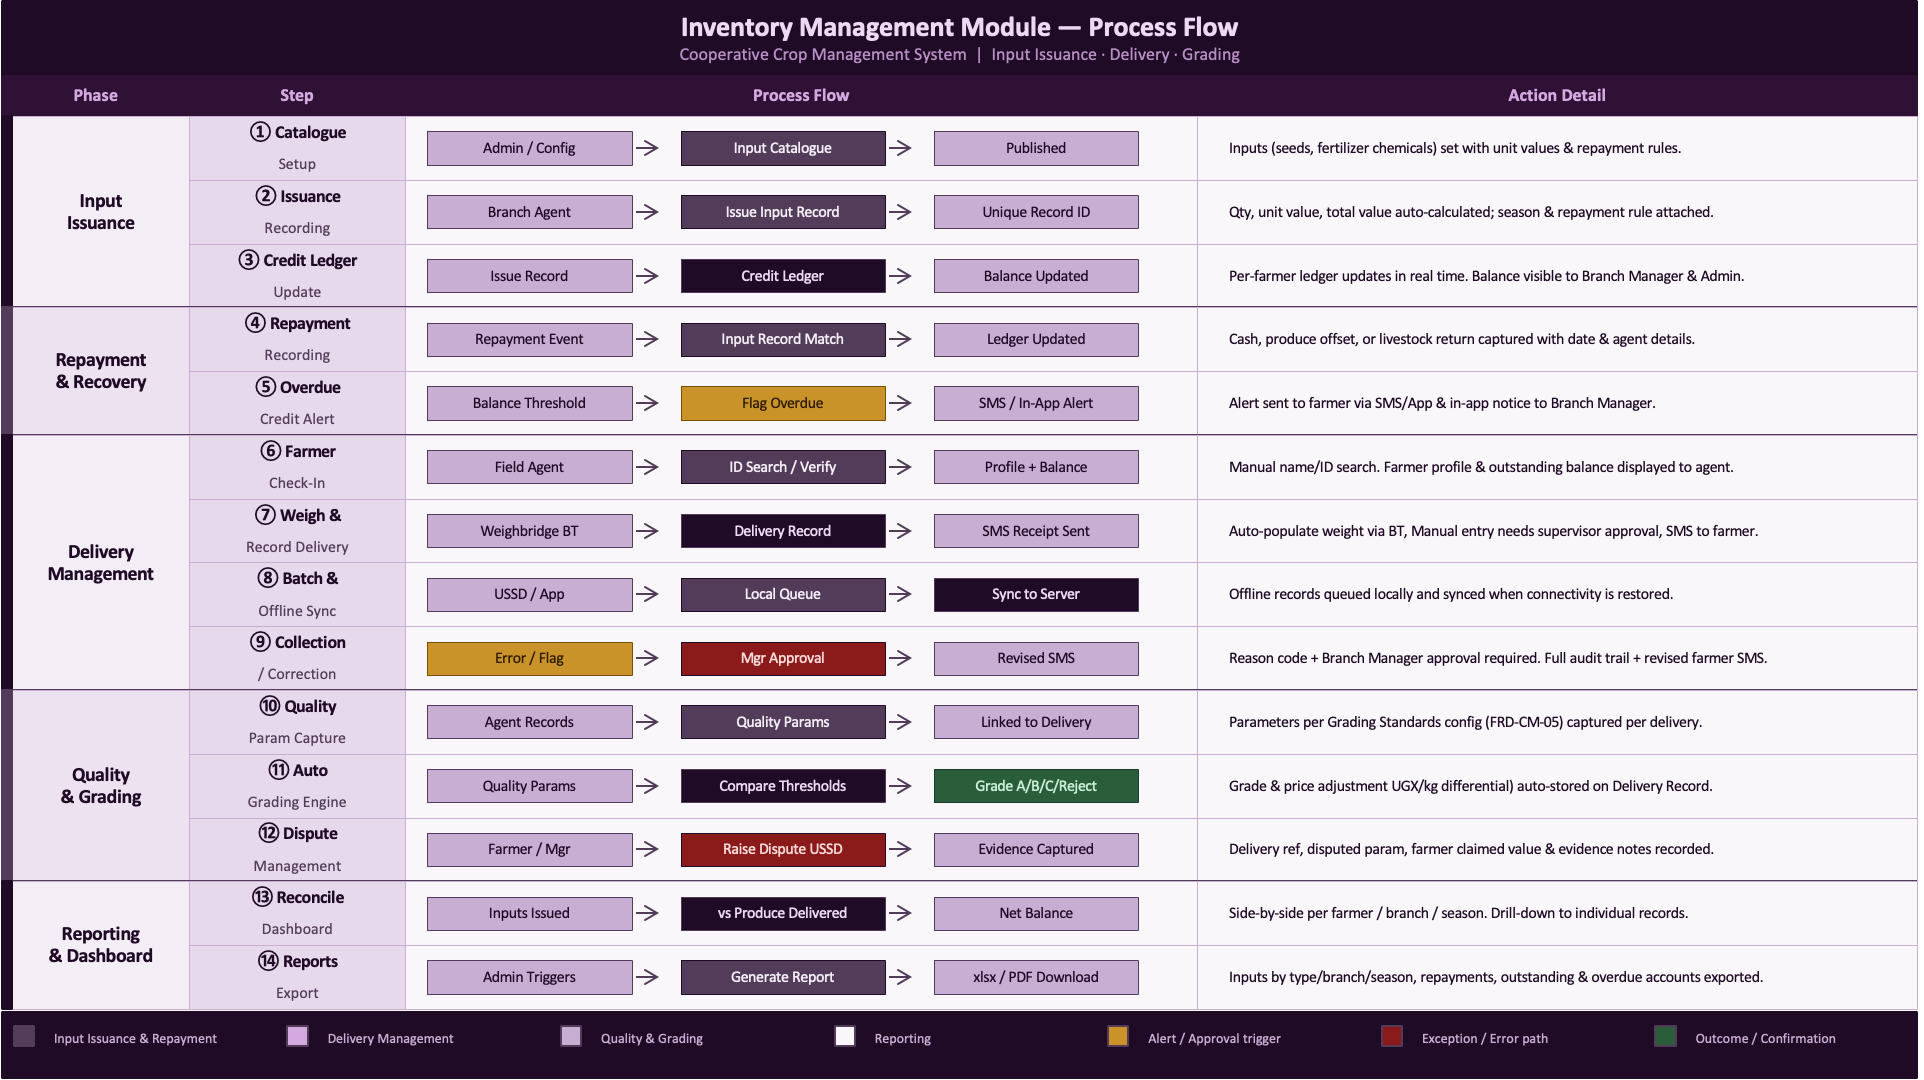 Inventory Management Module — Process Flow
Cooperative Crop Management System | Input Issuance · Delivery · Grading
Phase
Step
Process Flow
Action Detail
Input
Issuance
① Catalogue
Setup
Admin / Config
Input Catalogue
Published
Inputs (seeds, fertilizer chemicals) set with unit values & repayment rules.
② Issuance
Recording
Branch Agent
Issue Input Record
Unique Record ID
Qty, unit value, total value auto-calculated; season & repayment rule attached.
③ Credit Ledger
Update
Issue Record
Credit Ledger
Balance Updated
Per-farmer ledger updates in real time. Balance visible to Branch Manager & Admin.
Repayment
& Recovery
④ Repayment
Recording
Repayment Event
Input Record Match
Ledger Updated
Cash, produce offset, or livestock return captured with date & agent details.
⑤ Overdue
Credit Alert
Balance Threshold
Flag Overdue
SMS / In-App Alert
Alert sent to farmer via SMS/App & in-app notice to Branch Manager.
Delivery
Management
⑥ Farmer
Check-In
Field Agent
ID Search / Verify
Profile + Balance
Manual name/ID search. Farmer profile & outstanding balance displayed to agent.
⑦ Weigh &
Record Delivery
Weighbridge BT
Delivery Record
SMS Receipt Sent
Auto-populate weight via BT, Manual entry needs supervisor approval, SMS to farmer.
⑧ Batch &
Offline Sync
USSD / App
Local Queue
Sync to Server
Offline records queued locally and synced when connectivity is restored.
⑨ Collection
/ Correction
Error / Flag
Mgr Approval
Revised SMS
Reason code + Branch Manager approval required. Full audit trail + revised farmer SMS.
Quality
& Grading
⑩ Quality
Param Capture
Agent Records
Quality Params
Linked to Delivery
Parameters per Grading Standards config (FRD-CM-05) captured per delivery.
⑪ Auto
Grading Engine
Quality Params
Compare Thresholds
Grade A/B/C/Reject
Grade & price adjustment UGX/kg differential) auto-stored on Delivery Record.
⑫ Dispute
Management
Farmer / Mgr
Raise Dispute USSD
Evidence Captured
Delivery ref, disputed param, farmer claimed value & evidence notes recorded.
Reporting
& Dashboard
⑬ Reconcile
Dashboard
Inputs Issued
vs Produce Delivered
Net Balance
Side-by-side per farmer / branch / season. Drill-down to individual records.
⑭ Reports
Export
Admin Triggers
Generate Report
xlsx / PDF Download
Inputs by type/branch/season, repayments, outstanding & overdue accounts exported.
Input Issuance & Repayment
Delivery Management
Quality & Grading
Reporting
Alert / Approval trigger
Exception / Error path
Outcome / Confirmation